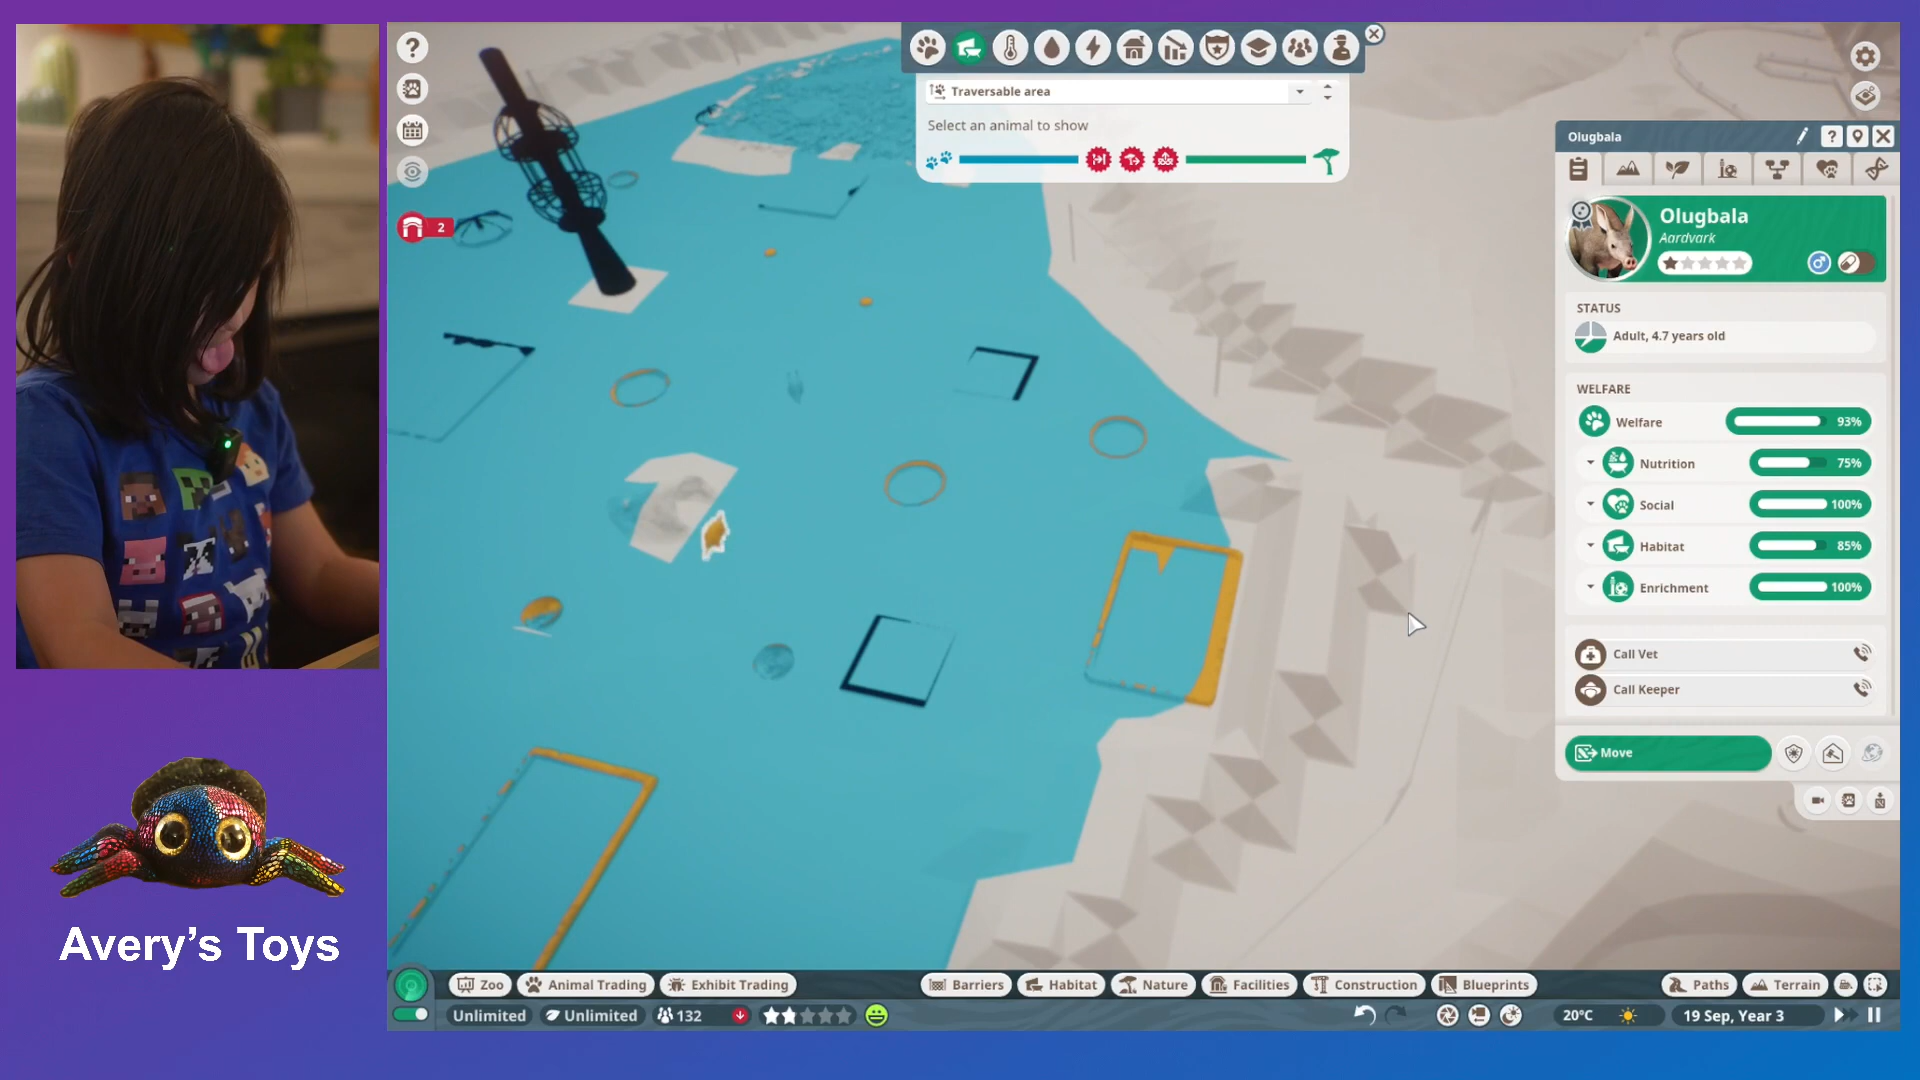 Traversable area
Select an animal to show
2
Olugbala
?
?
Olugbala
Aardvark
STATUS
Adult, 4.7 years old
WELFARE
Welfare 93%
Nutrition 75%
Social 100%
Habitat 85%
Enrichment 100%
Call Vet
Call Keeper
Move
Avery's Toys
Zoo Animal Trading Exhibit Trading Barriers Habitat Nature Facilities Construction Blueprints Paths Terrain
Unlimited Unlimited 132 20°C 19 Sep, Year 3